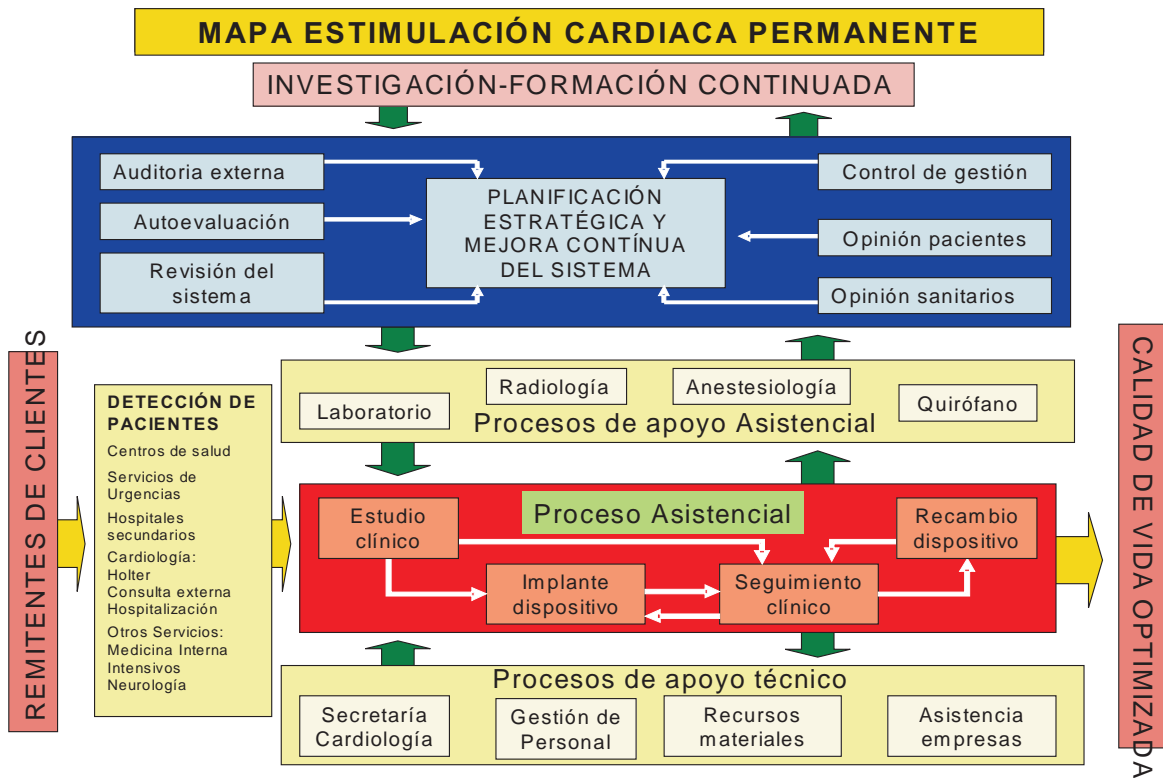 MAPA ESTIMULACIÓN CARDIACA PERMANENTE
INVESTIGACIÓN-FORMACIÓN CONTINUADA
Auditoria externa
Autoevaluación
Revisión del
sistema
PLANIFICACIÓN
ESTRATÉGICA Y
MEJORA CONTÍNUA
DEL SISTEMA
Control de gestión
Opinión pacientes
Opinión sanitarios
REMITENTES DE CLIENTES
DETECCIÓN DE
PACIENTES
Centros de salud
Servicios de
Urgencias
Hospitales
secundarios
Cardiología:
Holter
Consulta externa
Hospitalización
Otros Servicios:
Medicina Interna
Intensivos
Neurología
Laboratorio
Radiología
Anestesiología
Quirófano
Procesos de apoyo Asistencial
Proceso Asistencial
Estudio
clínico
Implante
dispositivo
Seguimiento
clínico
Recambio
dispositivo
Procesos de apoyo técnico
Secretaría
Cardiología
Gestión de
Personal
Recursos
materiales
Asistencia
empresas
CALIDAD DE VIDA OPTIMIZADA